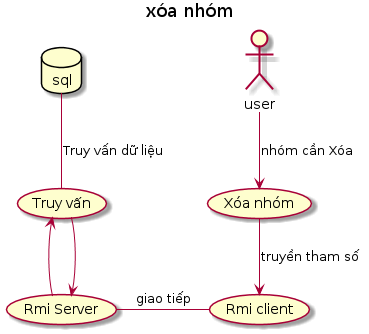 xóa nhóm
sql
user
Truy vấn dữ liệu
nhóm cần Xóa
Truy vấn
Xóa nhóm
truyền tham số
giao tiếp
Rmi Server
Rmi client